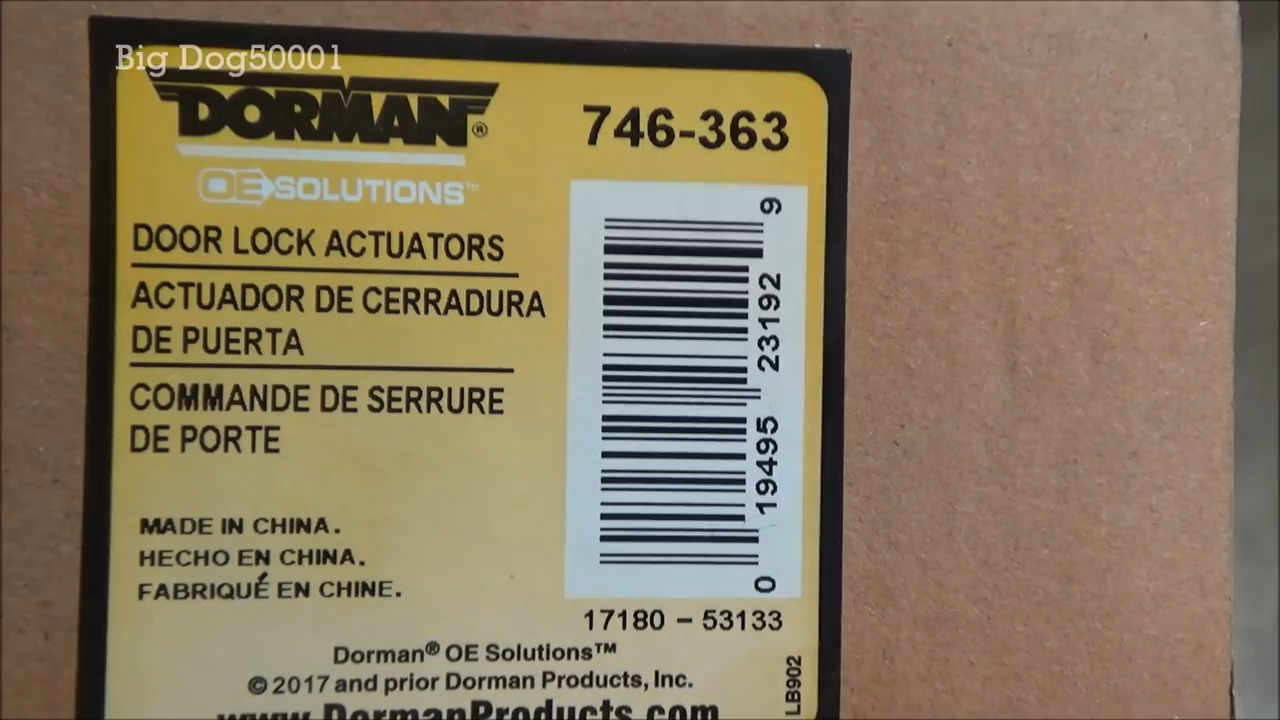 Big Dog50001
DORMAN®
OE SOLUTIONS™
746-363
DOOR LOCK ACTUATORS
ACTUADOR DE CERRADURA
DE PUERTA
COMMANDE DE SERRURE
DE PORTE
MADE IN CHINA.
HECHO EN CHINA.
FABRIQUÉ EN CHINE.
0 19495 23192 9
17180 – 53133
Dorman® OE Solutions™
© 2017 and prior Dorman Products, Inc.
www.DormanProducts.com
LB902